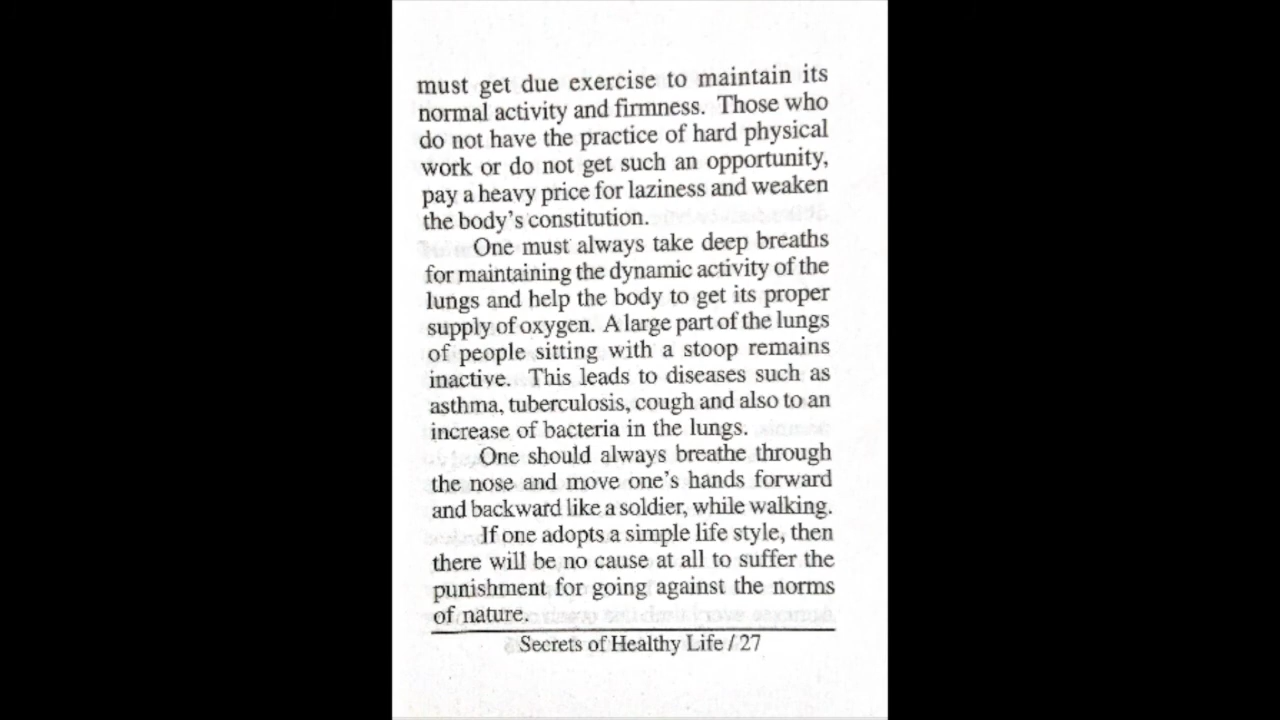 must get due exercise to maintain its
normal activity and firmness. Those who
do not have the practice of hard physical
work or do not get such an opportunity,
pay a heavy price for laziness and weaken
the body's constitution.
One must always take deep breaths
for maintaining the dynamic activity of the
lungs and help the body to get its proper
supply of oxygen. A large part of the lungs
of people sitting with a stoop remains
inactive. This leads to diseases such as
asthma, tuberculosis, cough and also to an
increase of bacteria in the lungs.
One should always breathe through
the nose and move one's hands forward
and backward like a soldier, while walking.
If one adopts a simple life style, then
there will be no cause at all to suffer the
punishment for going against the norms
of nature.
Secrets of Healthy Life / 27